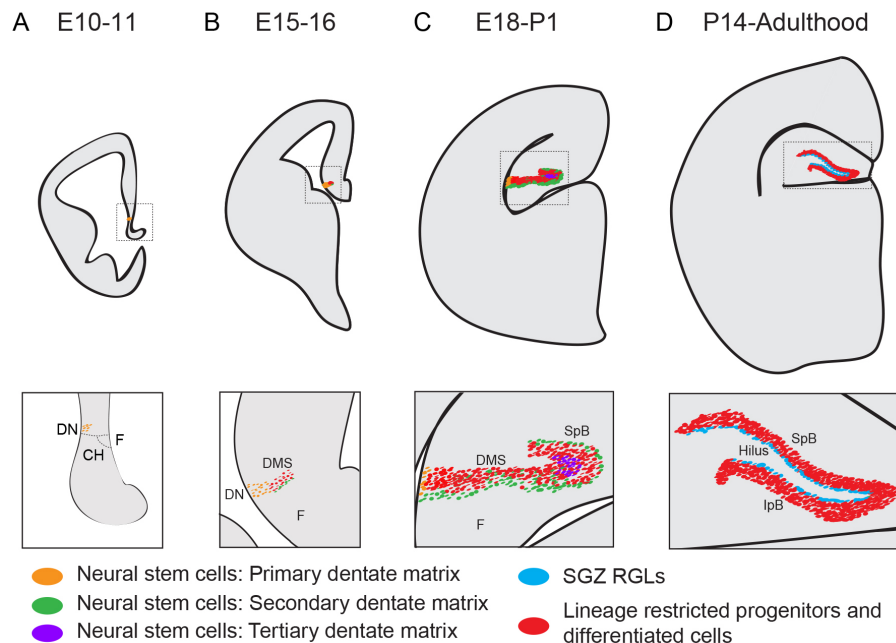 A E10-11
B E15-16
C E18-P1
D P14-Adulthood
DN
F
CH
DMS
DN
F
SpB
DMS
F
SpB
Hilus
IpB
Neural stem cells: Primary dentate matrix
Neural stem cells: Secondary dentate matrix
Neural stem cells: Tertiary dentate matrix
SGZ RGLs
Lineage restricted progenitors and
differentiated cells